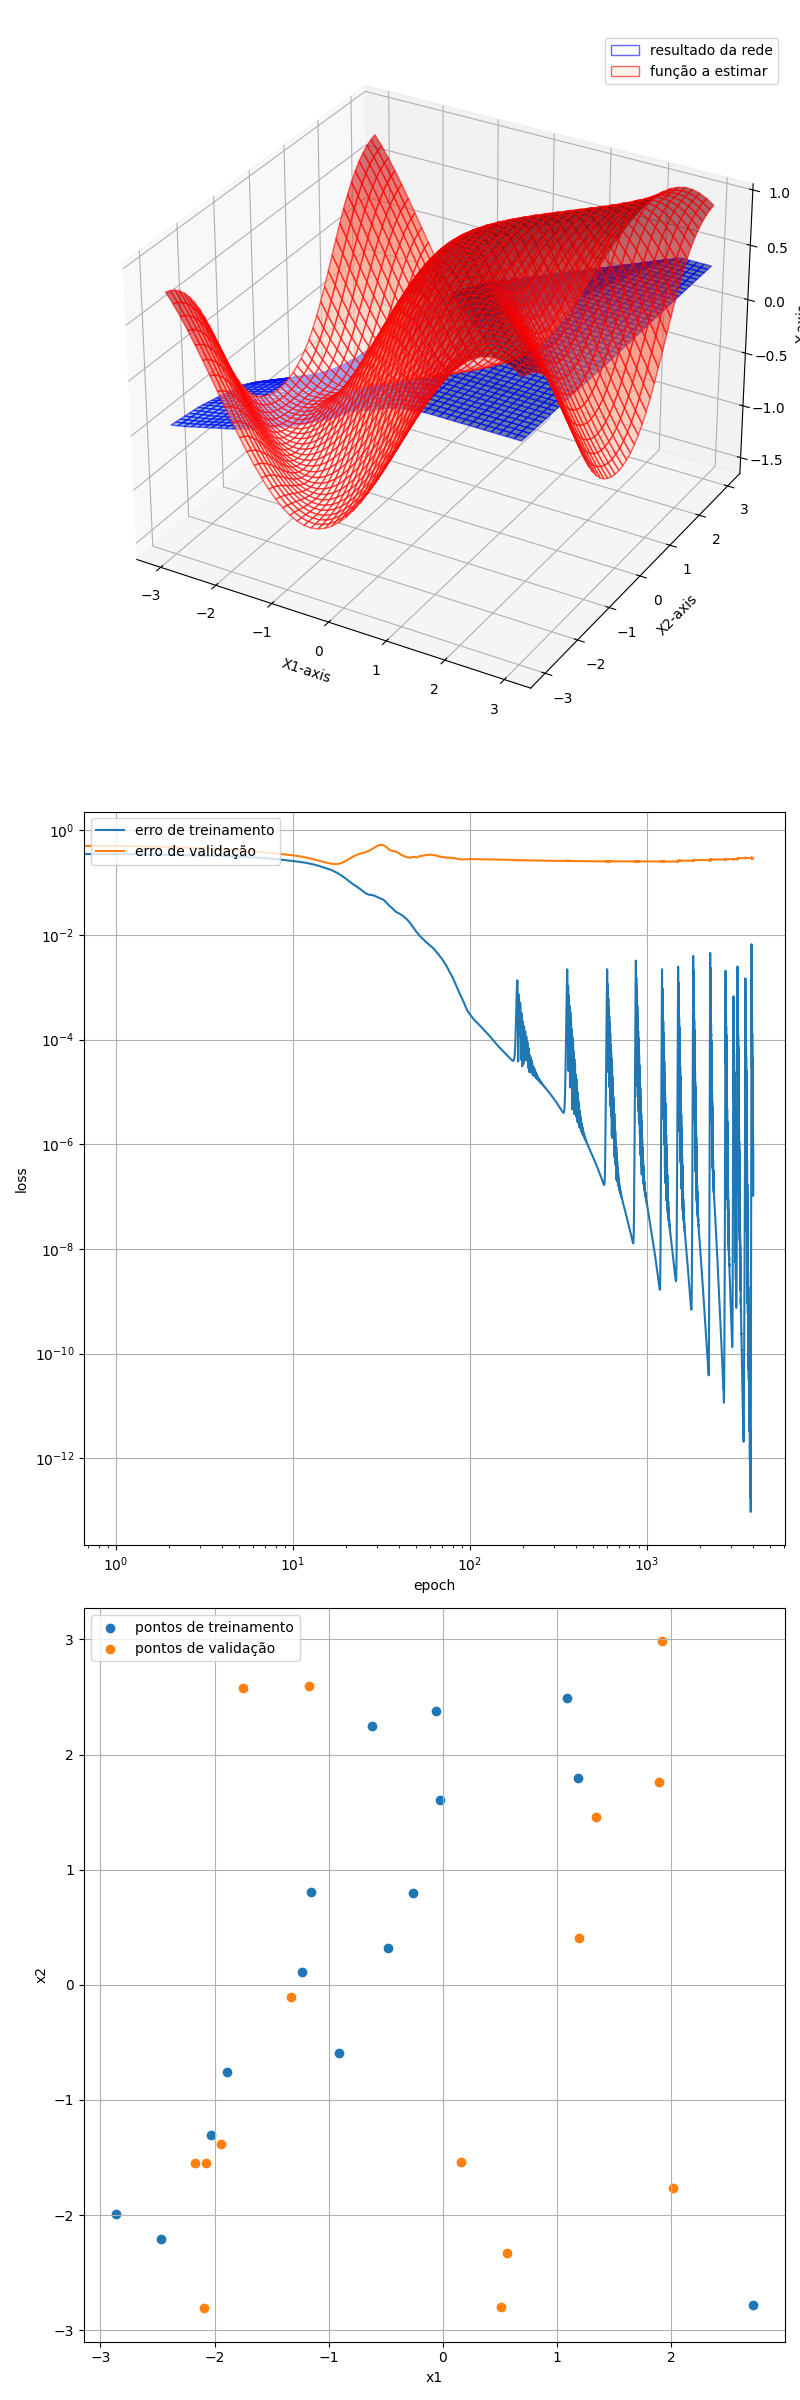 resultado da rede
função a estimar
1.0
0.5
0.0
−0.5
−1.0
−1.5
3
2
1
0
−1
−2
−3
X2-axis
−3
−2
−1
0
1
2
3
X1-axis
10^0
10^-2
10^-4
10^-6
10^-8
10^-10
10^-12
erro de treinamento
erro de validação
loss
10^0 10^1 10^2 10^3
epoch
pontos de treinamento
pontos de validação
3
2
1
0
−1
−2
−3
x2
−3 −2 −1 0 1 2
x1